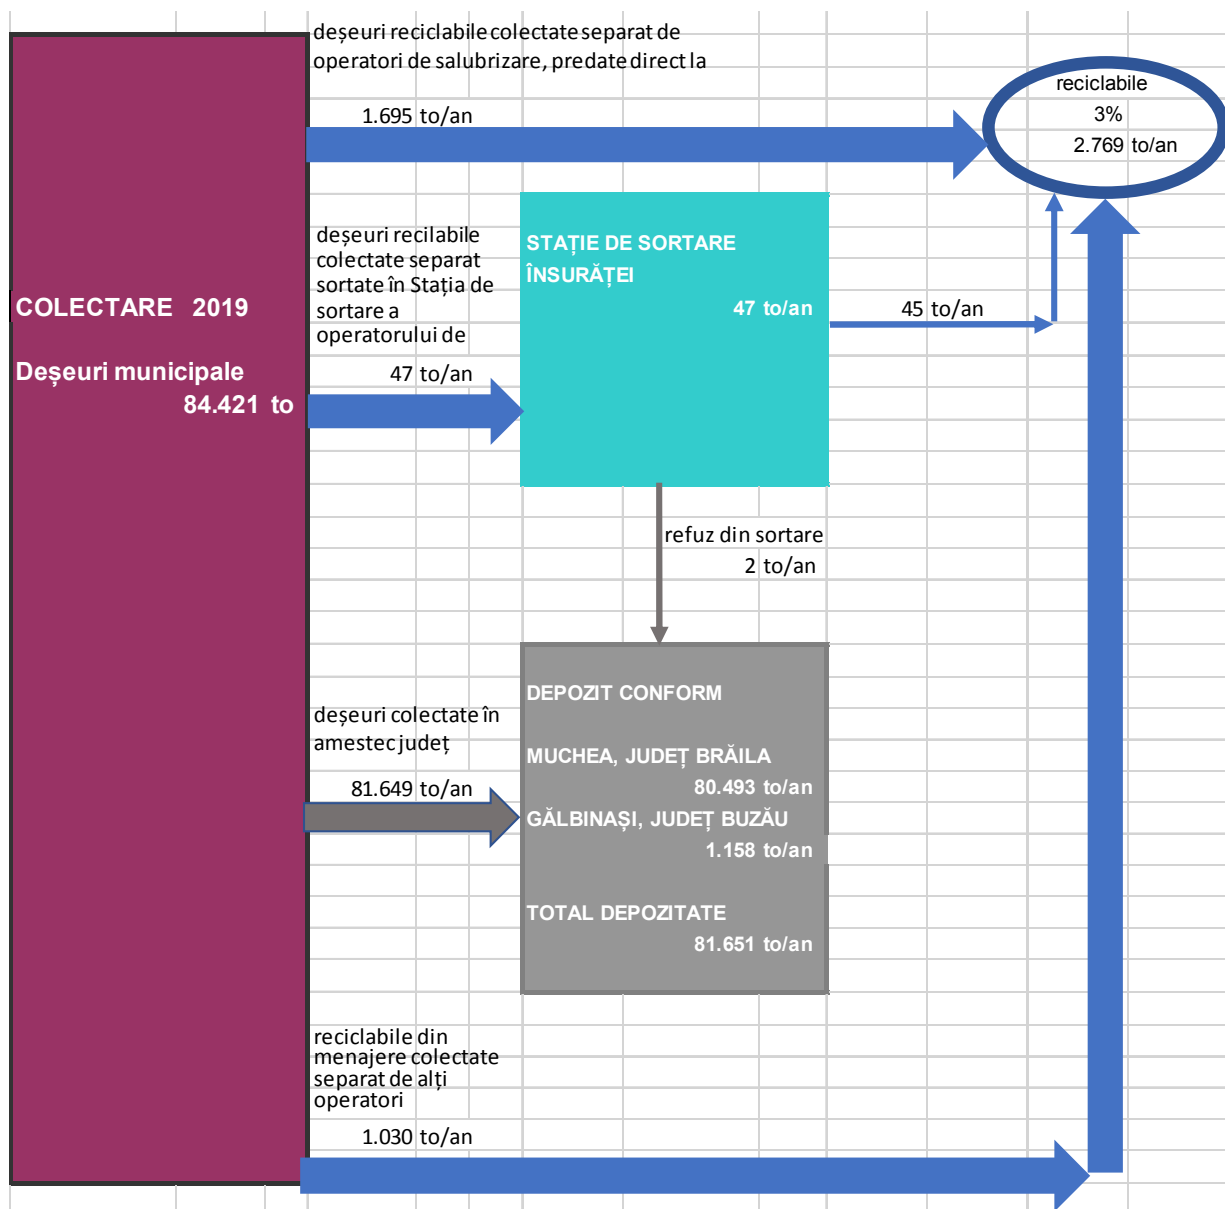 deșeuri reciclabile colectate separat de
operatori de salubrizare, predate direct la
1.695 to/an
reciclabile
3%
2.769 to/an
COLECTARE 2019
Deșeuri municipale
84.421 to
deșeuri recilabile
colectate separat
sortate în Stația de
sortare a
operatorului de
47 to/an
STAȚIE DE SORTARE
ÎNSURĂȚEI
47 to/an
45 to/an
refuz din sortare
2 to/an
deșeuri colectate în
amestec județ
81.649 to/an
DEPOZIT CONFORM
MUCHEA, JUDEȚ BRĂILA
80.493 to/an
GĂLBINAȘI, JUDEȚ BUZĂU
1.158 to/an
TOTAL DEPOZITATE
81.651 to/an
reciclabile din
menajere colectate
separat de alți
operatori
1.030 to/an